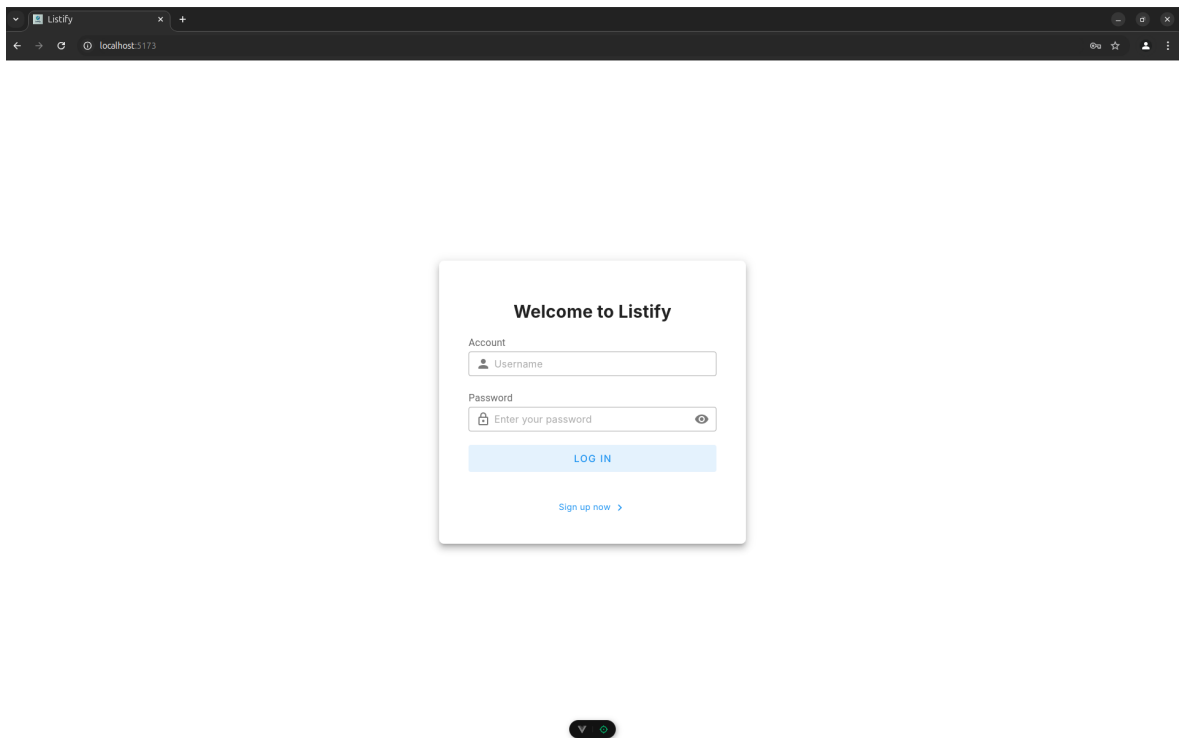 Listify
localhost:5173
Welcome to Listify
Account
Username
Password
Enter your password
LOG IN
Sign up now